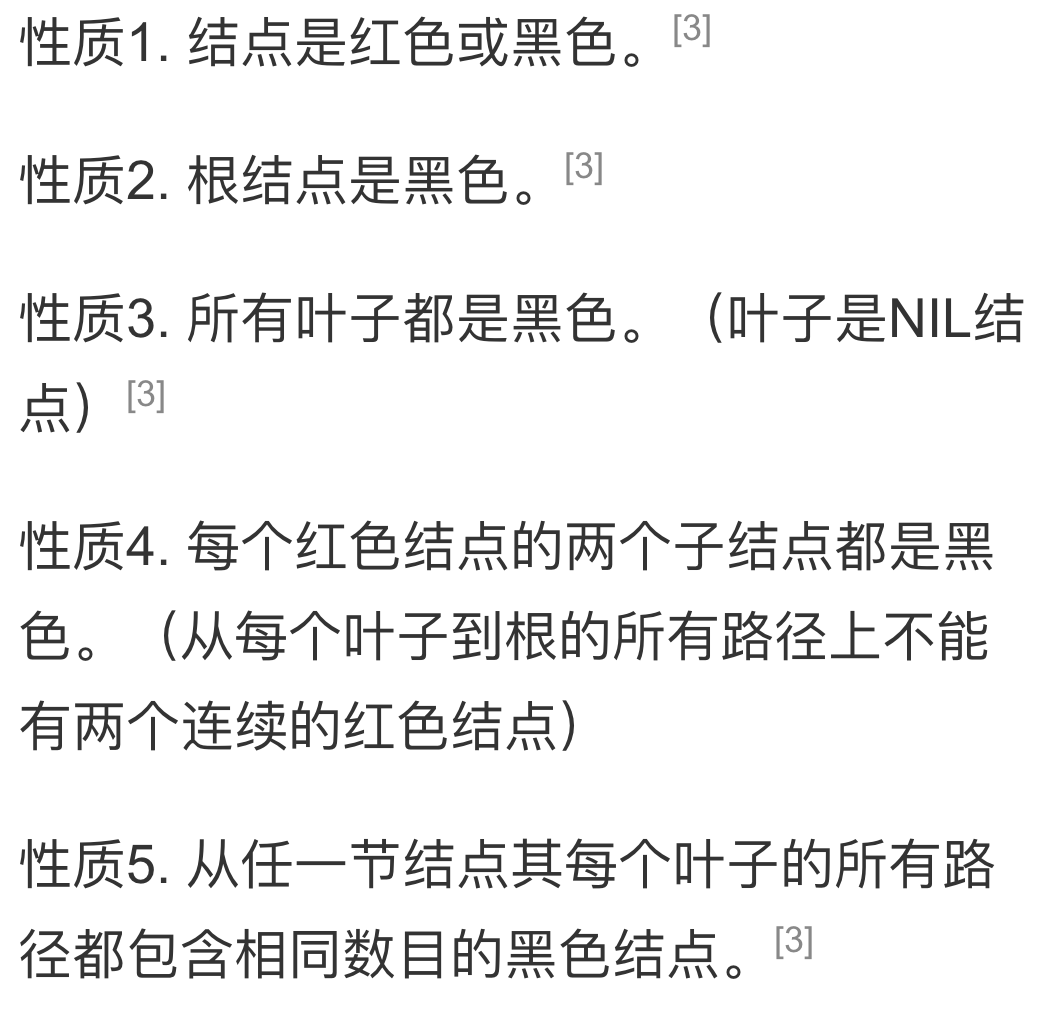 性质1. 结点是红色或黑色。[3]
性质2. 根结点是黑色。[3]
性质3. 所有叶子都是黑色。（叶子是NIL结
点）[3]
性质4. 每个红色结点的两个子结点都是黑
色。（从每个叶子到根的所有路径上不能
有两个连续的红色结点）
性质5. 从任一节结点其每个叶子的所有路
径都包含相同数目的黑色结点。[3]